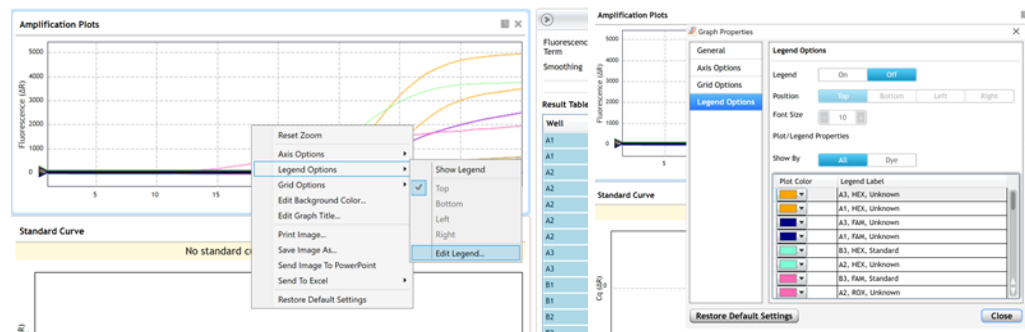 Amplification Plots
Fluorescence (ΔR)
5000
4000
3000
2000
1000
0
5
10
15
Reset Zoom
Axis Options
Legend Options
Grid Options
Edit Background Color...
Edit Graph Title...
Print Image...
Save Image As...
Send Image To PowerPoint
Send To Excel
Restore Default Settings
Show Legend
Top
Bottom
Left
Right
Edit Legend...
Standard Curve
No standard
R)
Fluorescence
Term
Smoothing
Result Table
Well
A1
A1
A2
A2
A2
A2
A2
A3
A3
B1
B1
B2
Amplification Plots
Fluorescence (ΔR)
5000
4000
3000
2000
1000
0
5
Standard Curve
Cq (ΔR)
Graph Properties
General
Axis Options
Grid Options
Legend Options
Legend Options
Legend On Off
Position Top Bottom Left Right
Font Size 10
Plot/Legend Properties
Show By All Dye
Plot Color Legend Label
A3, HEX, Unknown
A1, HEX, Unknown
A3, FAM, Unknown
A1, FAM, Unknown
B3, HEX, Standard
A2, HEX, Unknown
B3, FAM, Standard
A2, ROX, Unknown
Restore Default Settings
Close